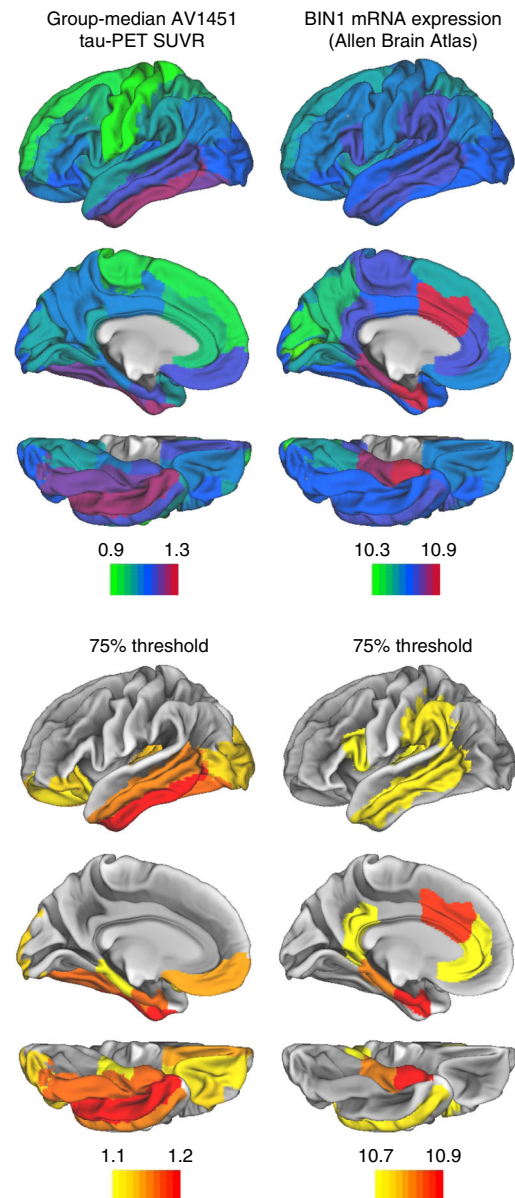 Group-median AV1451
tau-PET SUVR
BIN1 mRNA expression
(Allen Brain Atlas)
0.9 1.3
10.3 10.9
75% threshold
75% threshold
1.1 1.2
10.7 10.9